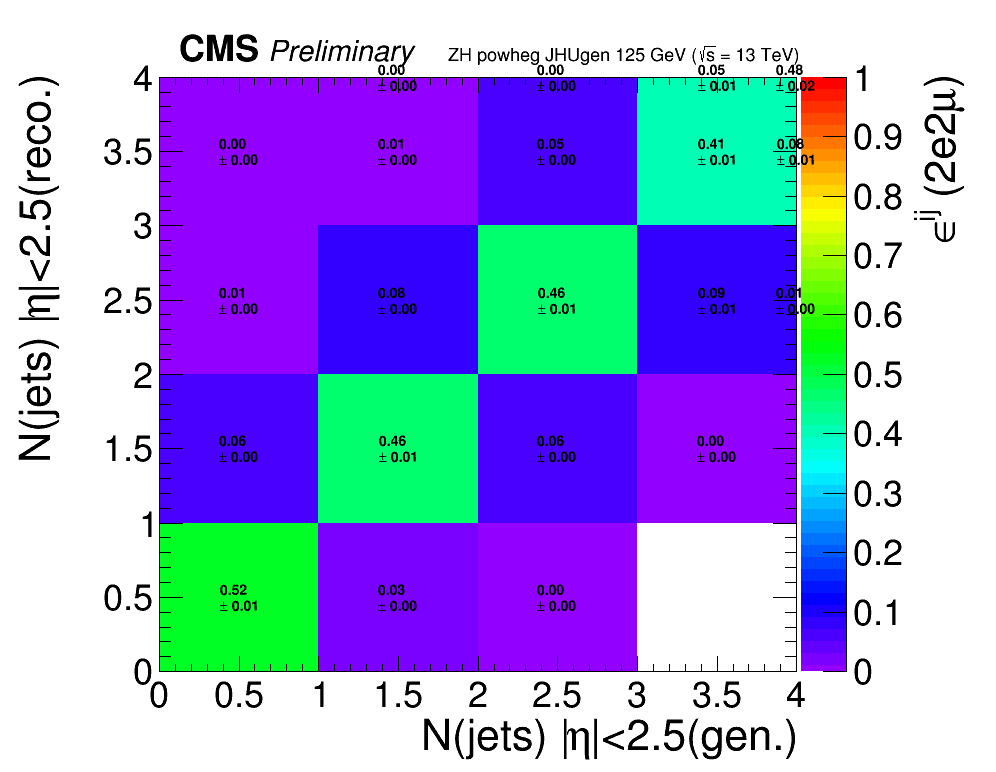 CMS Preliminary ZH powheg JHUgen 125 GeV (√s = 13 TeV)
0.00 0.00 0.05 0.48
± 0.00 ± 0.00 ± 0.01 ± 0.02
0.00 0.01 0.05 0.41 0.08
± 0.00 ± 0.00 ± 0.00 ± 0.01 ± 0.01
0.01 0.08 0.46 0.09 0.01
± 0.00 ± 0.00 ± 0.01 ± 0.01 ± 0.00
0.06 0.46 0.06 0.00
± 0.00 ± 0.01 ± 0.00 ± 0.00
0.52 0.03 0.00
± 0.01 ± 0.00 ± 0.00
4
3.5
3
2.5
2
1.5
1
0.5
0
0 0.5 1 1.5 2 2.5 3 3.5 4
N(jets) |η|<2.5(gen.)
N(jets) |η|<2.5(reco.)
1
0.9
0.8
0.7
0.6
0.5
0.4
0.3
0.2
0.1
0
∈ij (2e2μ)